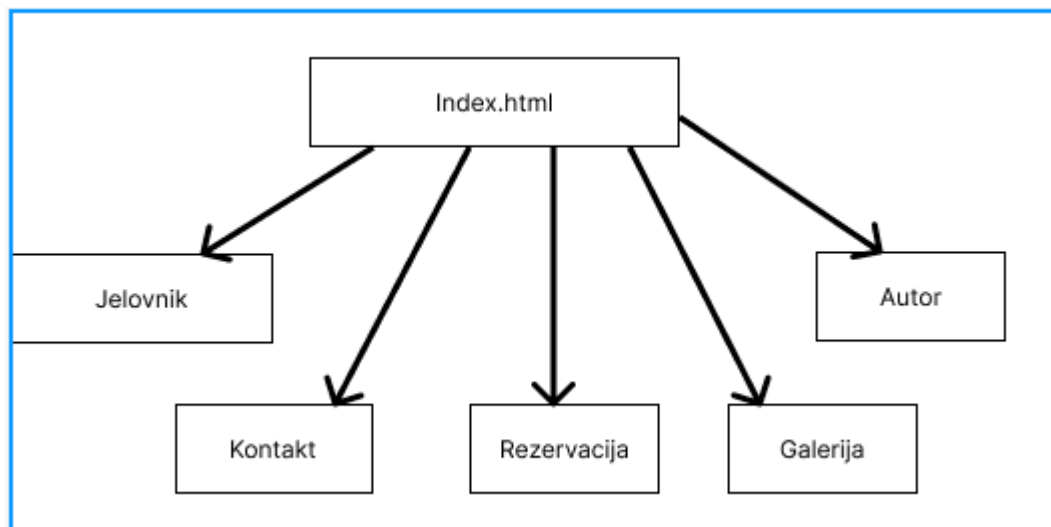 Index.html
Jelovnik
Autor
Kontakt
Rezervacija
Galerija